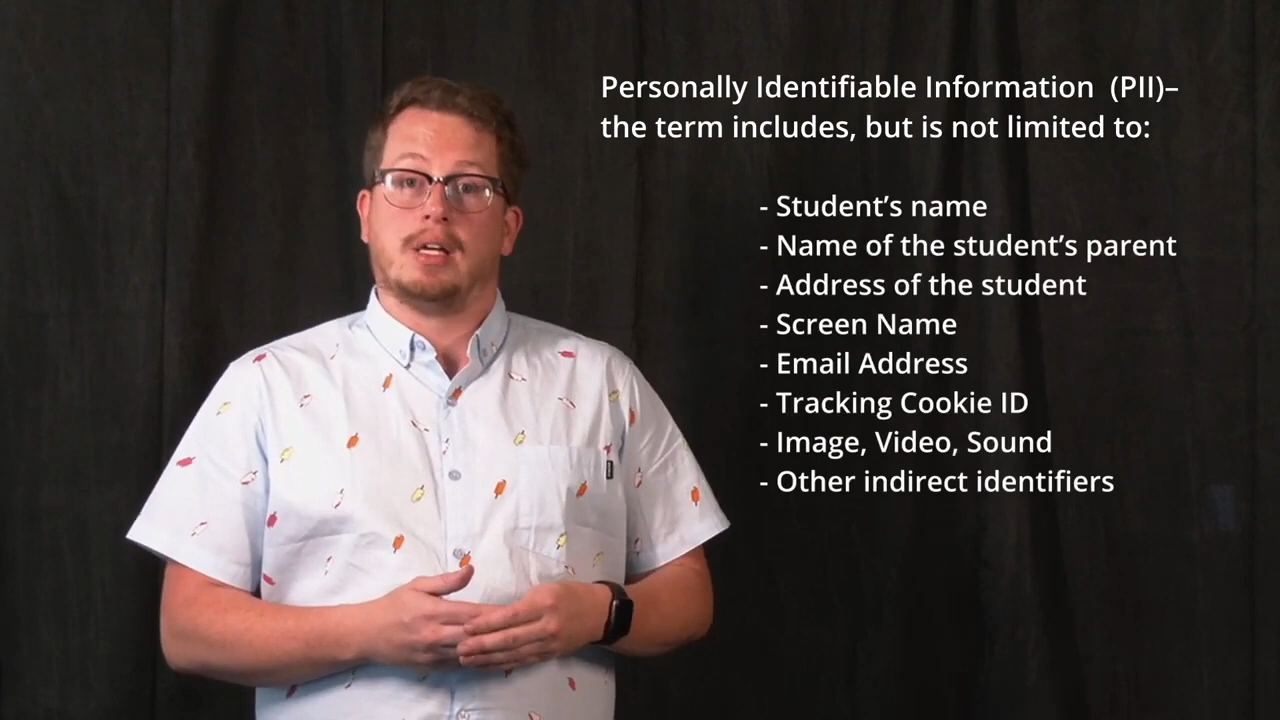 Personally Identifiable Information (PII)–
the term includes, but is not limited to:
- Student’s name
- Name of the student’s parent
- Address of the student
- Screen Name
- Email Address
- Tracking Cookie ID
- Image, Video, Sound
- Other indirect identifiers